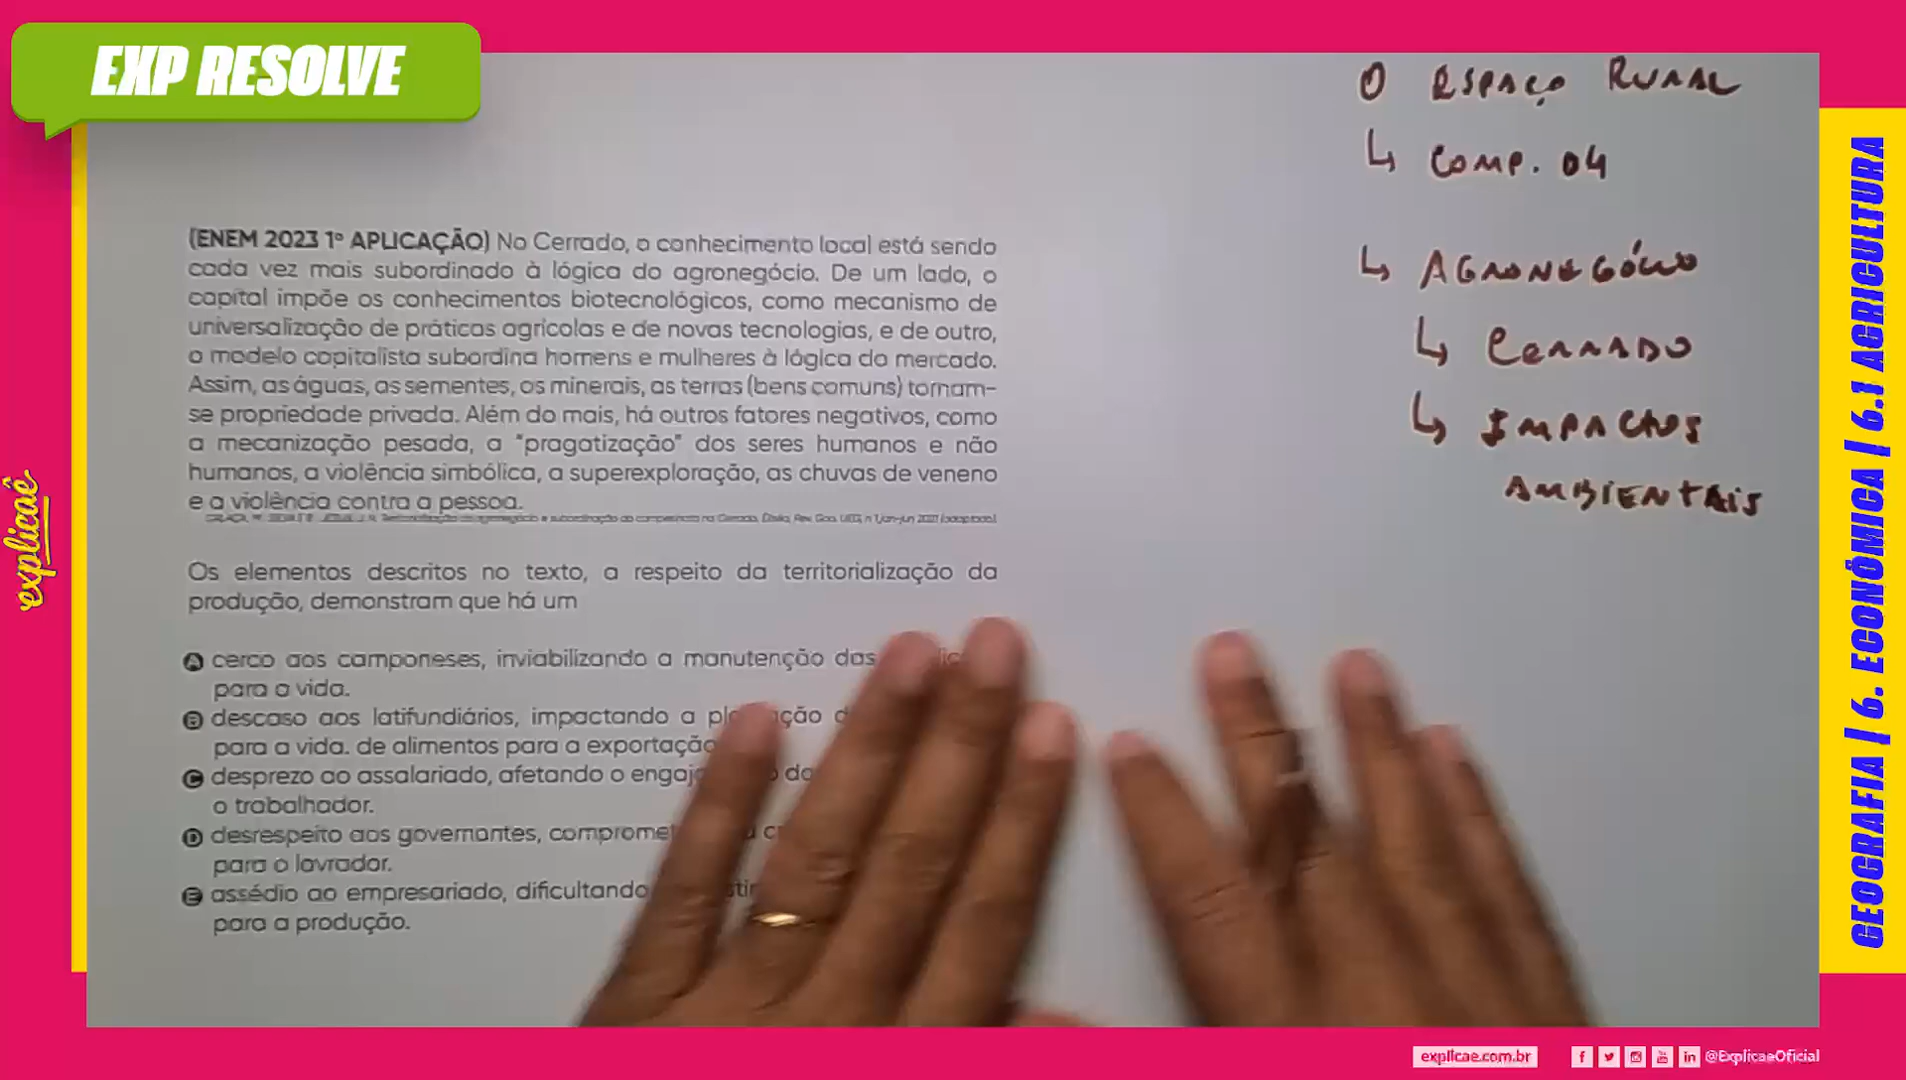 EXP RESOLVE
O ESPAÇO RURAL
↳ COMP. 04
↳ AGRONEGÓCIO
↳ CERRADO
↳ IMPACTOS
AMBIENTAIS
(ENEM 2023 1º APLICAÇÃO) No Cerrado, o conhecimento local está sendo
cada vez mais subordinado à lógica do agronegócio. De um lado, o
capital impõe os conhecimentos biotecnológicos, como mecanismo de
universalização de práticas agrícolas e de novas tecnologias, e de outro,
o modelo capitalista subordina homens e mulheres à lógica do mercado.
Assim, as águas, as sementes, os minerais, as terras (bens comuns) tornam-
se propriedade privada. Além do mais, há outros fatores negativos, como
a mecanização pesada, a "pragatização" dos seres humanos e não
humanos, a violência simbólica, a superexploração, as chuvas de veneno
e a violência contra a pessoa.
Os elementos descritos no texto, a respeito da territorialização da
produção, demonstram que há um
A cerco aos camponeses, inviabilizando a manutenção das
para a vida.
B descaso aos latifundiários, impactando a
para a vida. de alimentos para a exportação
C desprezo ao assalariado, afetando o
o trabalhador.
D desrespeito aos governantes,
para o lavrador.
E assédio ao empresariado, dificultando
para a produção.
explicaê
GEOGRAFIA | 6. ECONÔMICA | 6.1 AGRICULTURA
explicae.com.br
@ExplicaeOficial